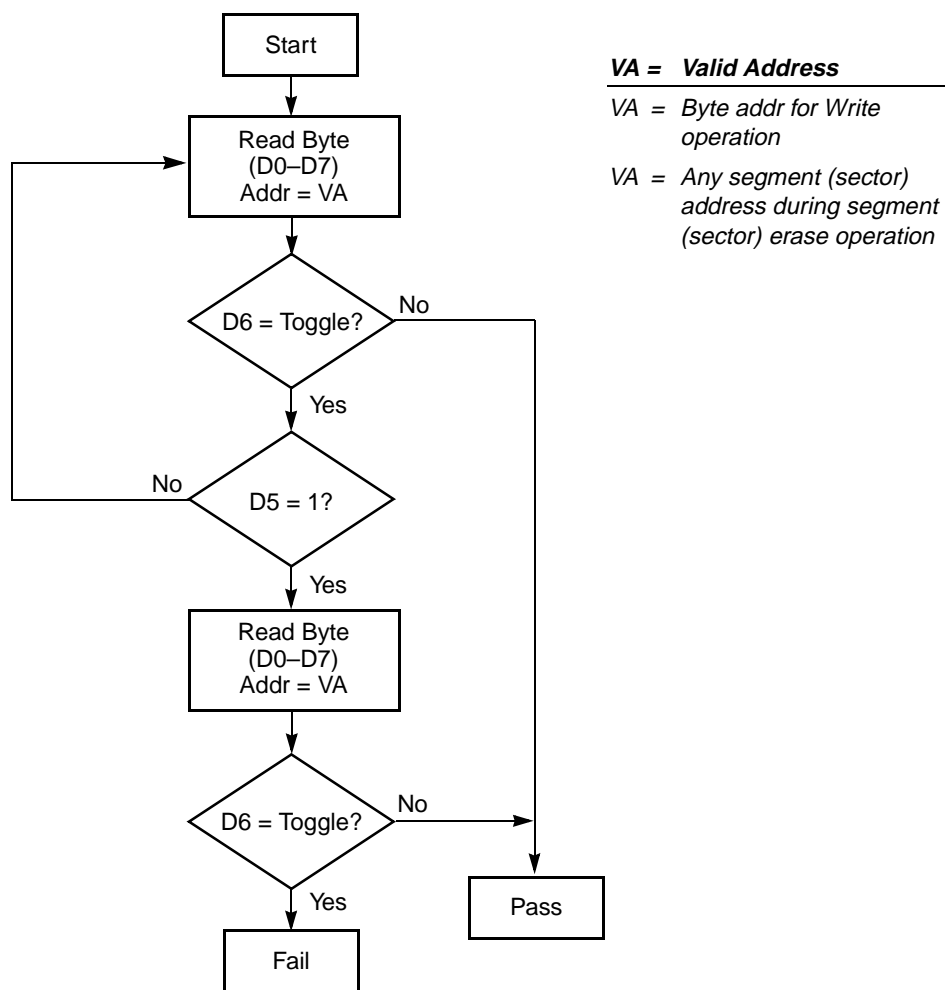 Start
VA = Valid Address
VA = Byte addr for Write
operation
VA = Any segment (sector)
address during segment
(sector) erase operation
Read Byte
(D0–D7)
Addr = VA
D6 = Toggle?
No
Yes
D5 = 1?
No
Yes
Read Byte
(D0–D7)
Addr = VA
D6 = Toggle?
No
Yes
Pass
Fail